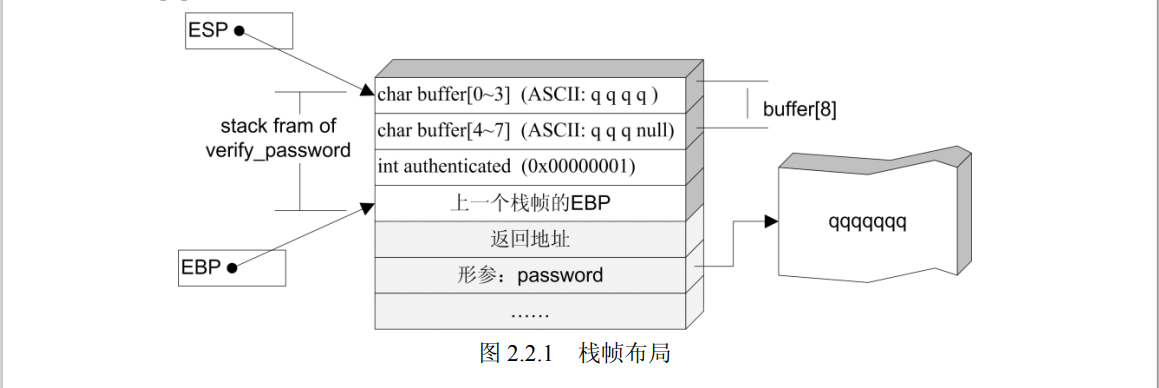 ESP
char buffer[0~3] (ASCII: q q q q )
char buffer[4~7] (ASCII: q q q null)
buffer[8]
stack fram of
verify_password
int authenticated (0x00000001)
上一个栈帧的EBP
qqqqqqq
返回地址
EBP
形参：password
……
图 2.2.1 栈帧布局